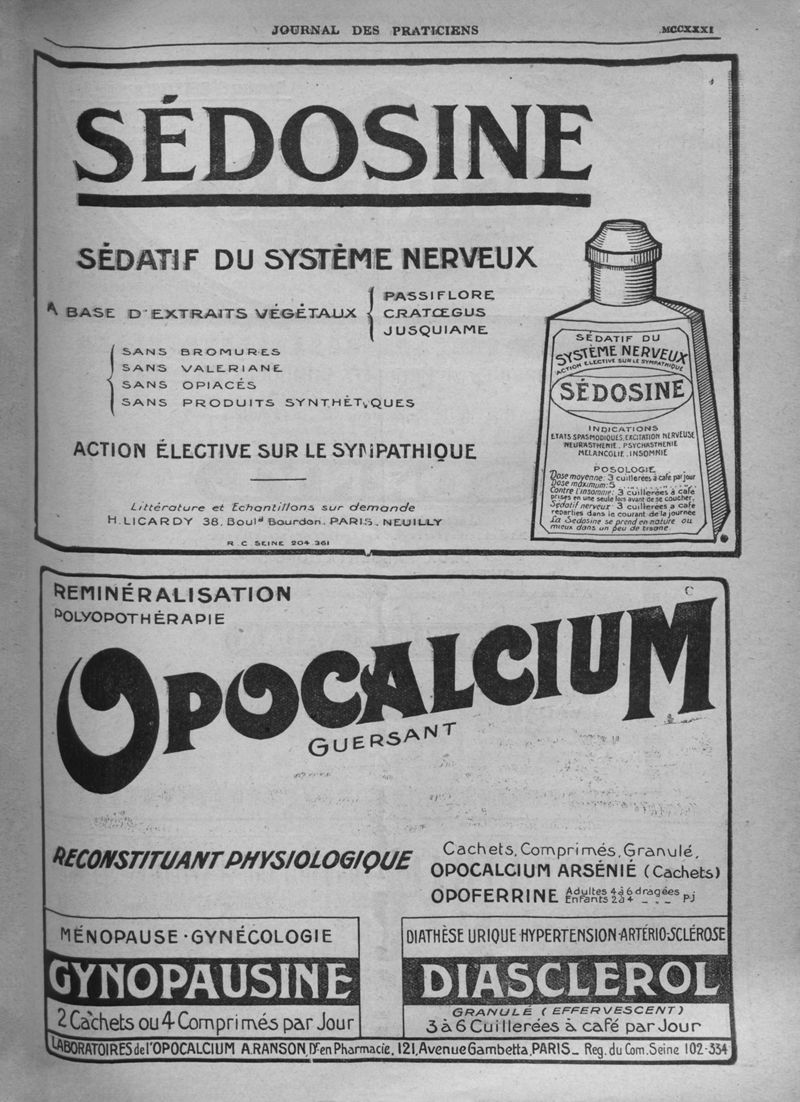 JOURNAL DES PRATICIENS
MCCXXXI
SÉDOSINE
SÉDATIF DU SYSTÈME NERVEUX
A BASE D'EXTRAITS VÉGÉTAUX
PASSIFLORE
CRATŒGUS
JUSQUIAME
SANS BROMURES
SANS VALERIANE
SANS OPIACÉS
SANS PRODUITS SYNTHÉTIQUES
ACTION ÉLECTIVE SUR LE SYMPATHIQUE
Littérature et Echantillons sur demande
H. LICARDY 38, Boulᵈ Bourdon. PARIS. NEUILLY
R.C. SEINE 204.361
SÉDATIF DU
SYSTÈME NERVEUX
ACTION ELECTIVE SUR LE SYMPATHIQUE
SÉDOSINE
INDICATIONS
ETATS SPASMODIQUES, EXCITATION NERVEUSE
NEURASTHENIE, PSYCHASTHENIE
MELANCOLIE, INSOMNIE
POSOLOGIE
Dose moyenne: 3 cuillerées à café par jour
Dose maximum: 5
Contre l'insomnie: 3 cuillerées à café
prises en une seule fois avant de se coucher.
Sédatif nerveux: 3 cuillerées a café
reparties dans le courant de la journée
La Sédosine se prend en nature ou
mieux dans un peu de tisane.
REMINÉRALISATION
POLYOPOTHÉRAPIE
OPOCALCIUM
GUERSANT
RECONSTITUANT PHYSIOLOGIQUE
Cachets, Comprimés, Granulé,
OPOCALCIUM ARSÉNIÉ (Cachets)
OPOFERRINE Adultes 4 à 6 dragées pj
Enfants 2 à 4 _ _ _
MÉNOPAUSE · GYNÉCOLOGIE
GYNOPAUSINE
2 Cachets ou 4 Comprimés par Jour
DIATHÈSE URIQUE·HYPERTENSION·ARTÉRIO-SCLÉROSE
DIASCLEROL
GRANULÉ (EFFERVESCENT)
3 à 6 Cuillerées à café par Jour
LABORATOIRES de l'OPOCALCIUM A. RANSON, Dʳ en Pharmacie, 121, Avenue Gambetta, PARIS_ Reg. du Com. Seine 102-334